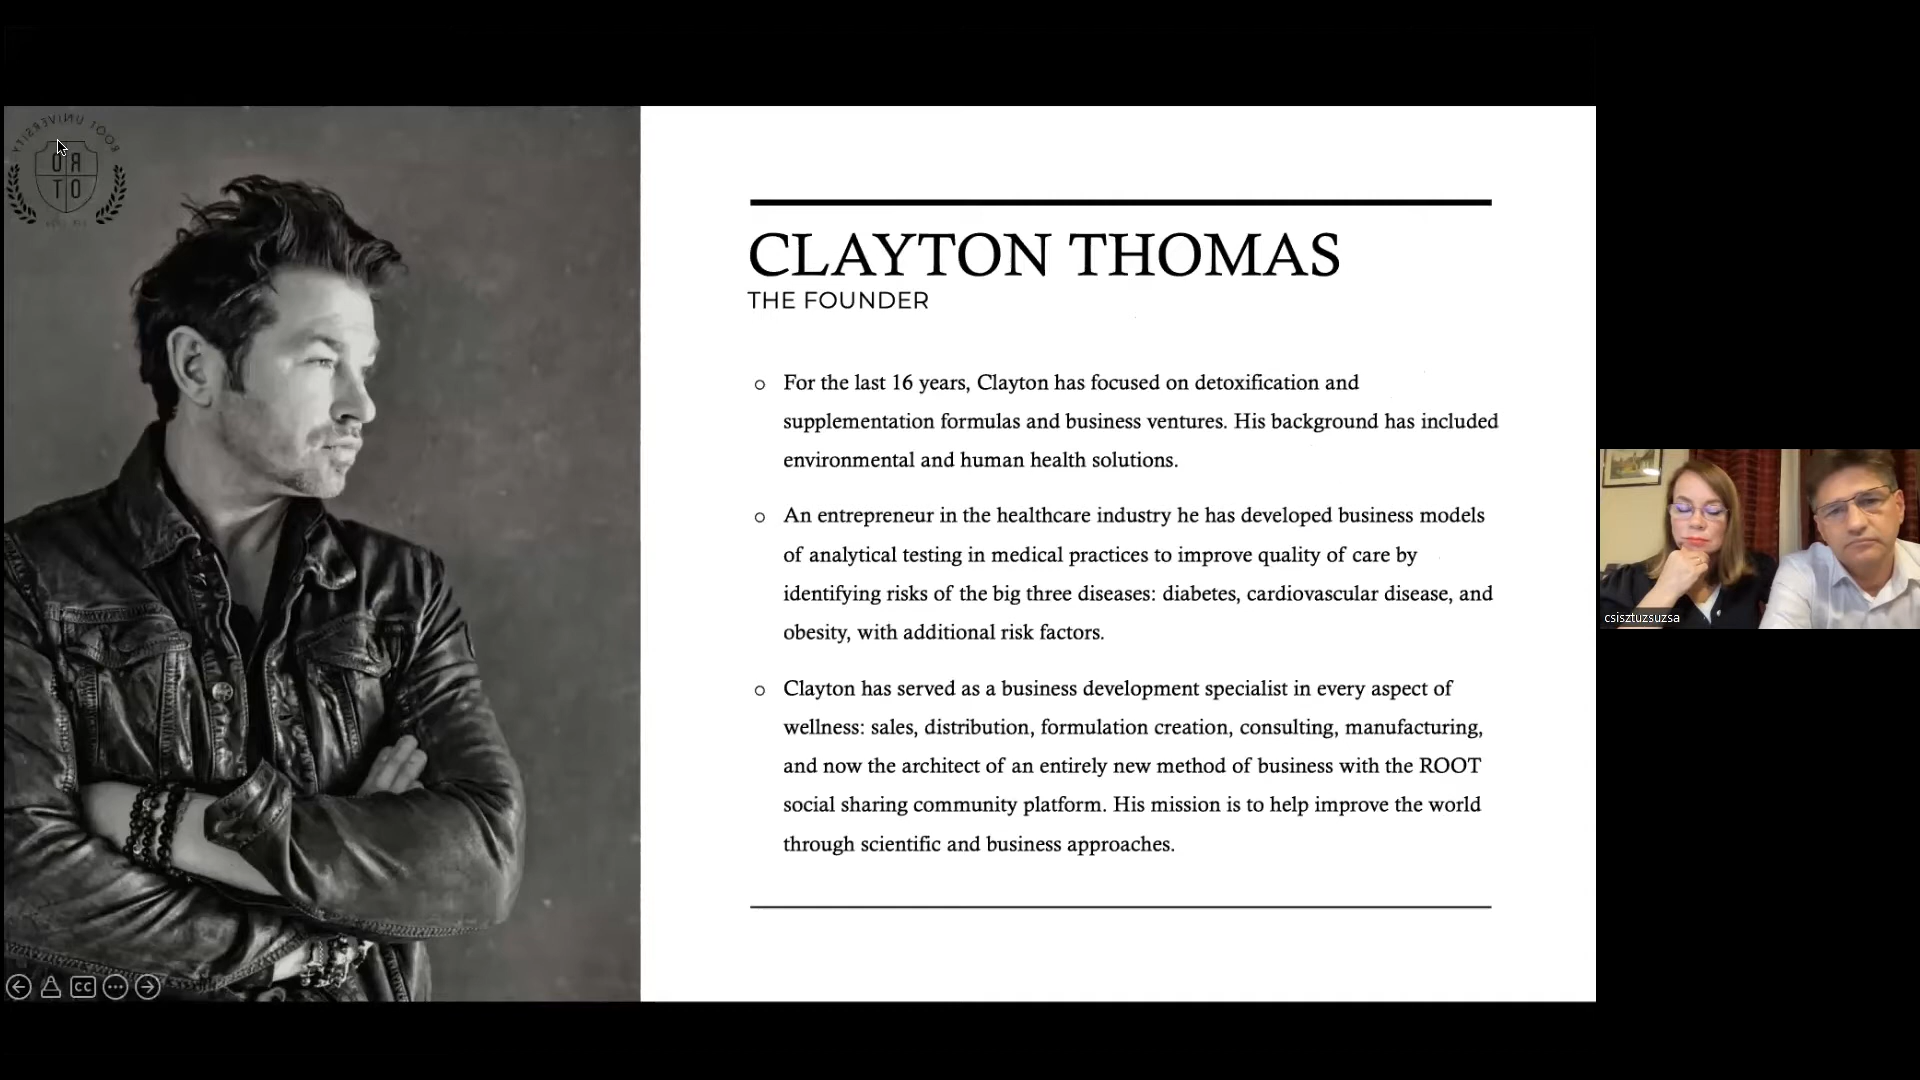 ROOT UNIVERSITY
RO
OT
CLAYTON THOMAS
THE FOUNDER
For the last 16 years, Clayton has focused on detoxification and
supplementation formulas and business ventures. His background has included
environmental and human health solutions.
An entrepreneur in the healthcare industry he has developed business models
of analytical testing in medical practices to improve quality of care by
identifying risks of the big three diseases: diabetes, cardiovascular disease, and
obesity, with additional risk factors.
Clayton has served as a business development specialist in every aspect of
wellness: sales, distribution, formulation creation, consulting, manufacturing,
and now the architect of an entirely new method of business with the ROOT
social sharing community platform. His mission is to help improve the world
through scientific and business approaches.
CC
csisztuzsuzsa